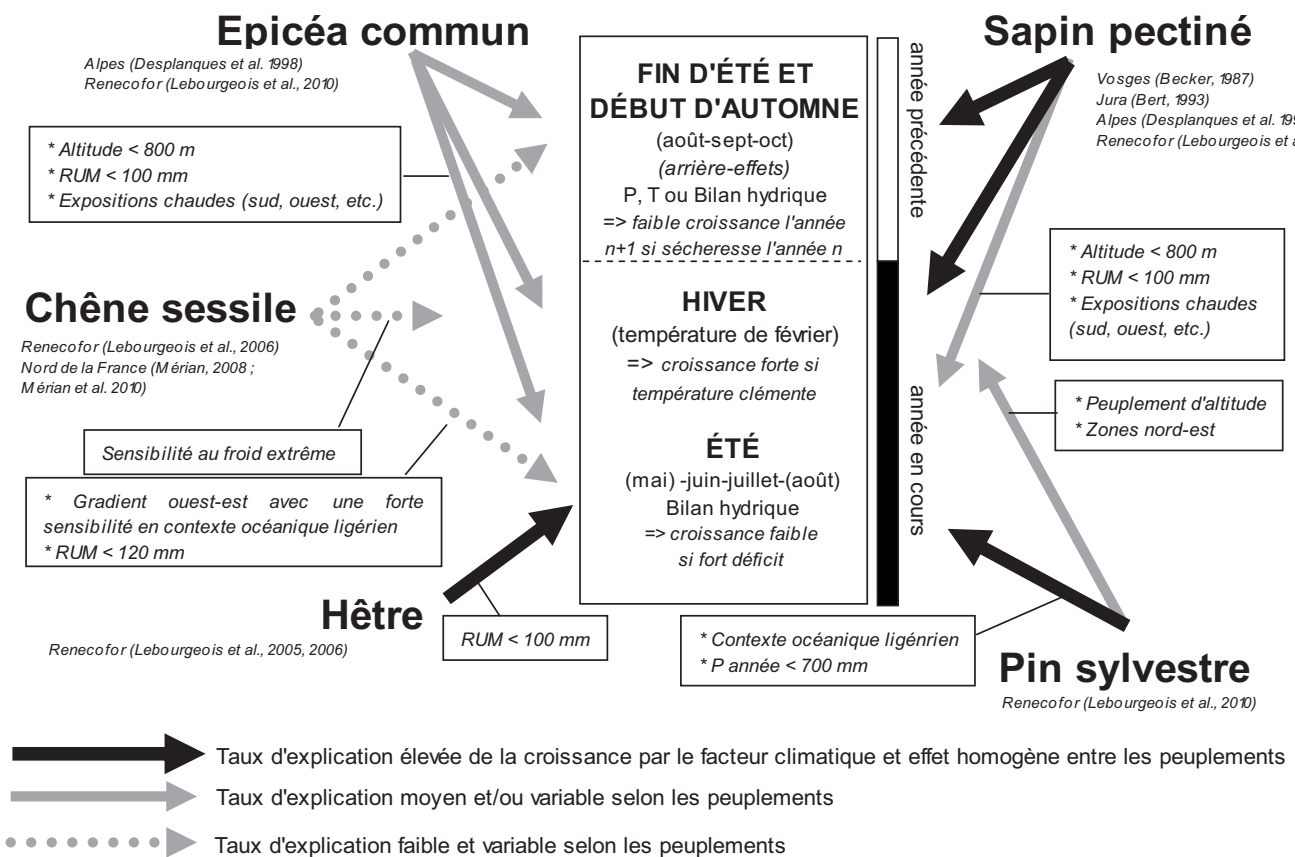 Epicéa commun
Alpes (Desplanques et al. 1998)
Renecofor (Lebourgeois et al., 2010)
* Altitude < 800 m
* RUM < 100 mm
* Expositions chaudes (sud, ouest, etc.)
Chêne sessile
Renecofor (Lebourgeois et al., 2006)
Nord de la France (Mérian, 2008 ;
Mérian et al. 2010)
Sensibilité au froid extrême
* Gradient ouest-est avec une forte
sensibilité en contexte océanique ligérien
* RUM < 120 mm
Hêtre
Renecofor (Lebourgeois et al., 2005, 2006)
RUM < 100 mm
FIN D'ÉTÉ ET
DÉBUT D'AUTOMNE
(août-sept-oct)
(arrière-effets)
P, T ou Bilan hydrique
=> faible croissance l'année
n+1 si sécheresse l'année n
HIVER
(température de février)
=> croissance forte si
température clémente
ÉTÉ
(mai) -juin-juillet-(août)
Bilan hydrique
=> croissance faible
si fort déficit
année précédente
année en cours
Sapin pectiné
Vosges (Becker, 1987)
Jura (Bert, 1993)
Alpes (Desplanques et al. 199
Renecofor (Lebourgeois et a
* Altitude < 800 m
* RUM < 100 mm
* Expositions chaudes
(sud, ouest, etc.)
* Peuplement d'altitude
* Zones nord-est
* Contexte océanique ligénrien
* P année < 700 mm
Pin sylvestre
Renecofor (Lebourgeois et al., 2010)
Taux d'explication élevée de la croissance par le facteur climatique et effet homogène entre les peuplements
Taux d'explication moyen et/ou variable selon les peuplements
Taux d'explication faible et variable selon les peuplements